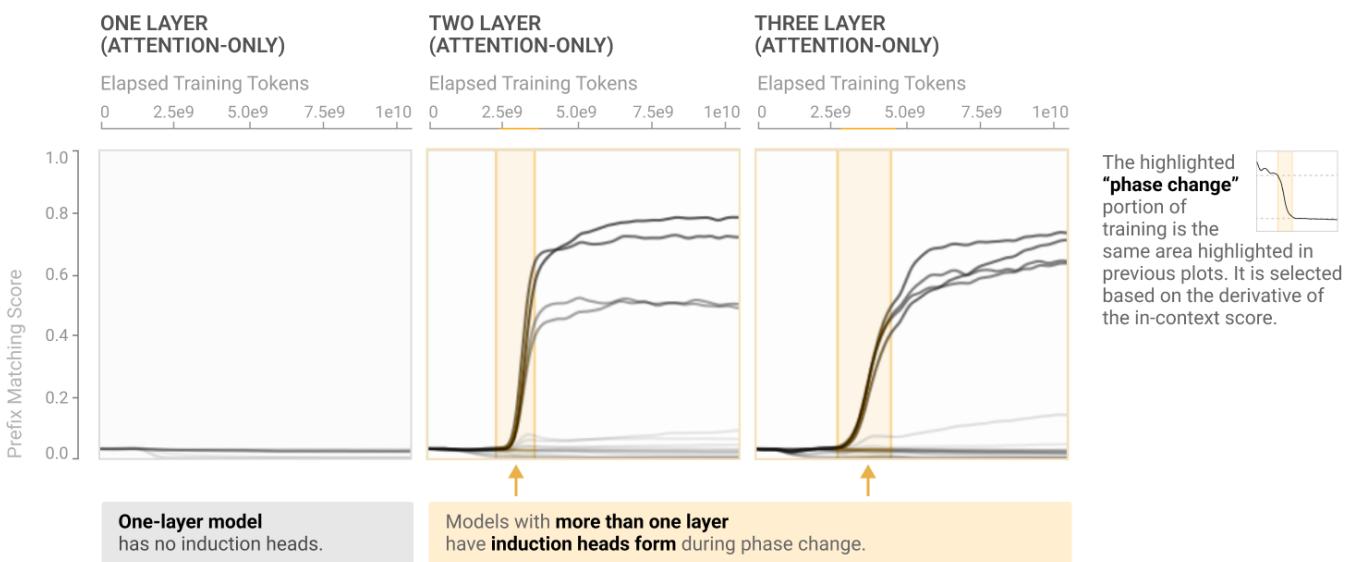 ONE LAYER
(ATTENTION-ONLY)
Elapsed Training Tokens
0 2.5e9 5.0e9 7.5e9 1e10
TWO LAYER
(ATTENTION-ONLY)
Elapsed Training Tokens
0 2.5e9 5.0e9 7.5e9 1e10
THREE LAYER
(ATTENTION-ONLY)
Elapsed Training Tokens
0 2.5e9 5.0e9 7.5e9 1e10
Prefix Matching Score
1.0
0.8
0.6
0.4
0.2
0.0
The highlighted
“phase change”
portion of
training is the
same area highlighted in
previous plots. It is selected
based on the derivative of
the in-context score.
One-layer model
has no induction heads.
Models with more than one layer
have induction heads form during phase change.